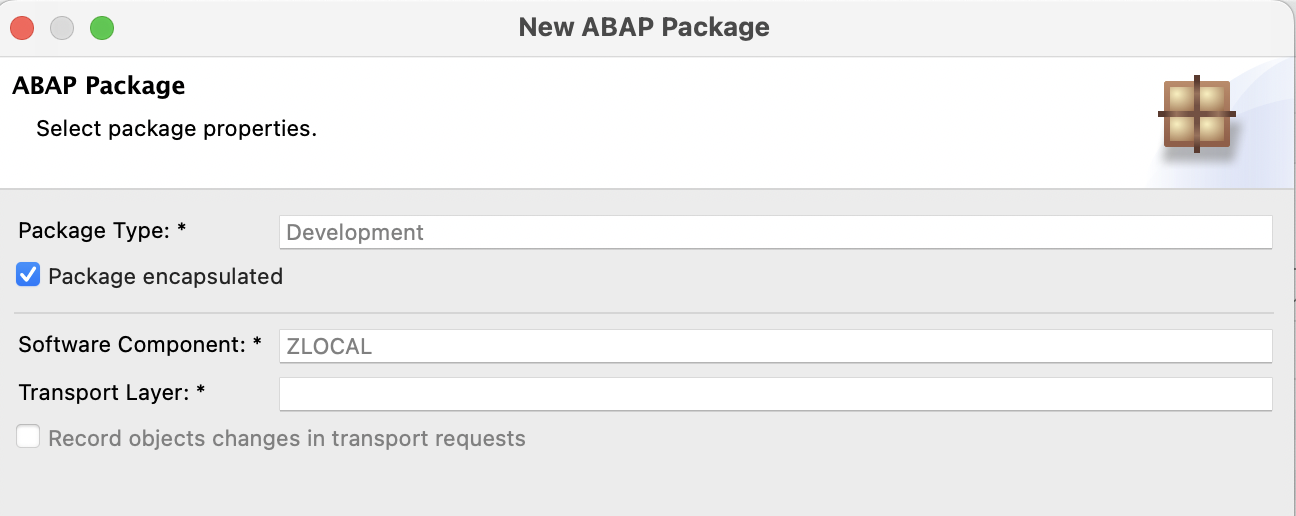 New ABAP Package
ABAP Package
Select package properties.
Package Type: * Development
Package encapsulated
Software Component: * ZLOCAL
Transport Layer: *
Record objects changes in transport requests